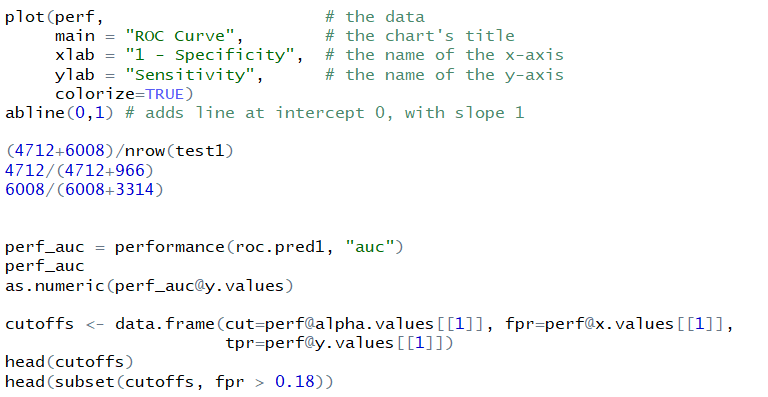 plot(perf,                      # the data
     main = "ROC Curve",        # the chart's title
     xlab = "1 - Specificity",  # the name of the x-axis
     ylab = "Sensitivity",      # the name of the y-axis
     colorize=TRUE)
abline(0,1) # adds line at intercept 0, with slope 1

(4712+6008)/nrow(test1)
4712/(4712+966)
6008/(6008+3314)

perf_auc = performance(roc.pred1, "auc")
perf_auc
as.numeric(perf_auc@y.values)

cutoffs <- data.frame(cut=perf@alpha.values[[1]], fpr=perf@x.values[[1]],
                      tpr=perf@y.values[[1]])
head(cutoffs)
head(subset(cutoffs, fpr > 0.18))